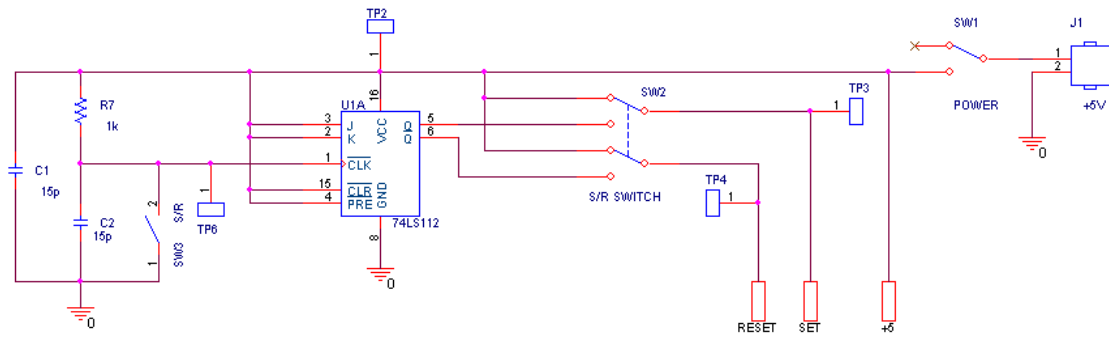 TP2
1
SW1
J1
1
2
POWER
+5V
0
R7
1k
C1
15p
C2
15p
2
S/R
1
SW3
1
TP6
0
U1A
16
3
J
2
K
VCC
1
CLK
15
CLR
4
PRE
GND
8
74LS112
0
5
Q
6
Q
SW2
S/R SWITCH
1
TP3
TP4
1
RESET
SET
+5